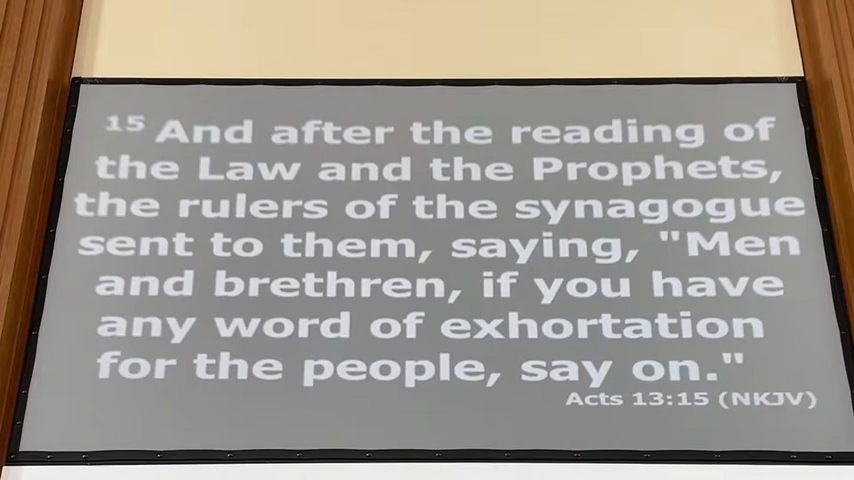 15 And after the reading of
the Law and the Prophets,
the rulers of the synagogue
sent to them, saying, "Men
and brethren, if you have
any word of exhortation
for the people, say on."
Acts 13:15 (NKJV)